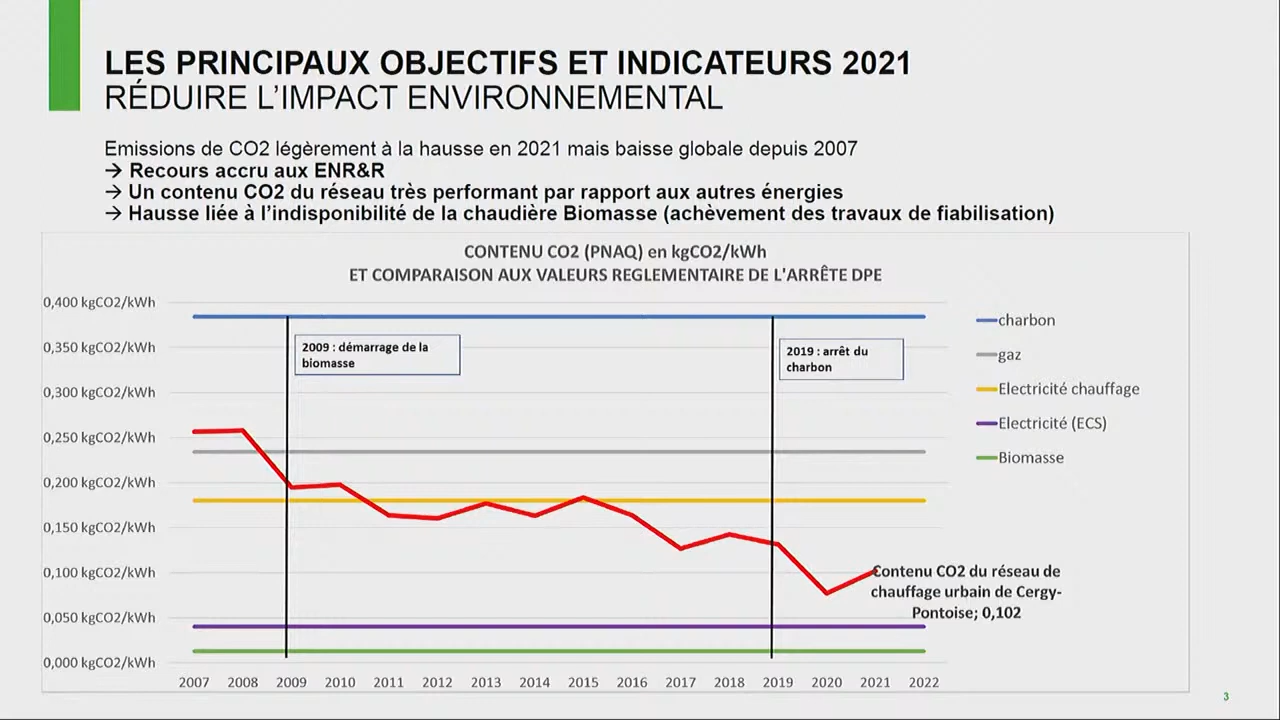 LES PRINCIPAUX OBJECTIFS ET INDICATEURS 2021
RÉDUIRE L'IMPACT ENVIRONNEMENTAL
Emissions de CO2 légèrement à la hausse en 2021 mais baisse globale depuis 2007
→ Recours accru aux ENR&R
→ Un contenu CO2 du réseau très performant par rapport aux autres énergies
→ Hausse liée à l'indisponibilité de la chaudière Biomasse (achèvement des travaux de fiabilisation)
CONTENU CO2 (PNAQ) en kgCO2/kWh
ET COMPARAISON AUX VALEURS REGLEMENTAIRE DE L'ARRÊTE DPE
0,400 kgCO2/kWh
0,350 kgCO2/kWh
0,300 kgCO2/kWh
0,250 kgCO2/kWh
0,200 kgCO2/kWh
0,150 kgCO2/kWh
0,100 kgCO2/kWh
0,050 kgCO2/kWh
0,000 kgCO2/kWh
2009 : démarrage de la
biomasse
2019 : arrêt du
charbon
charbon
gaz
Electricité chauffage
Electricité (ECS)
Biomasse
Contenu CO2 du réseau de
chauffage urbain de Cergy-
Pontoise; 0,102
2007 2008 2009 2010 2011 2012 2013 2014 2015 2016 2017 2018 2019 2020 2021 2022
3